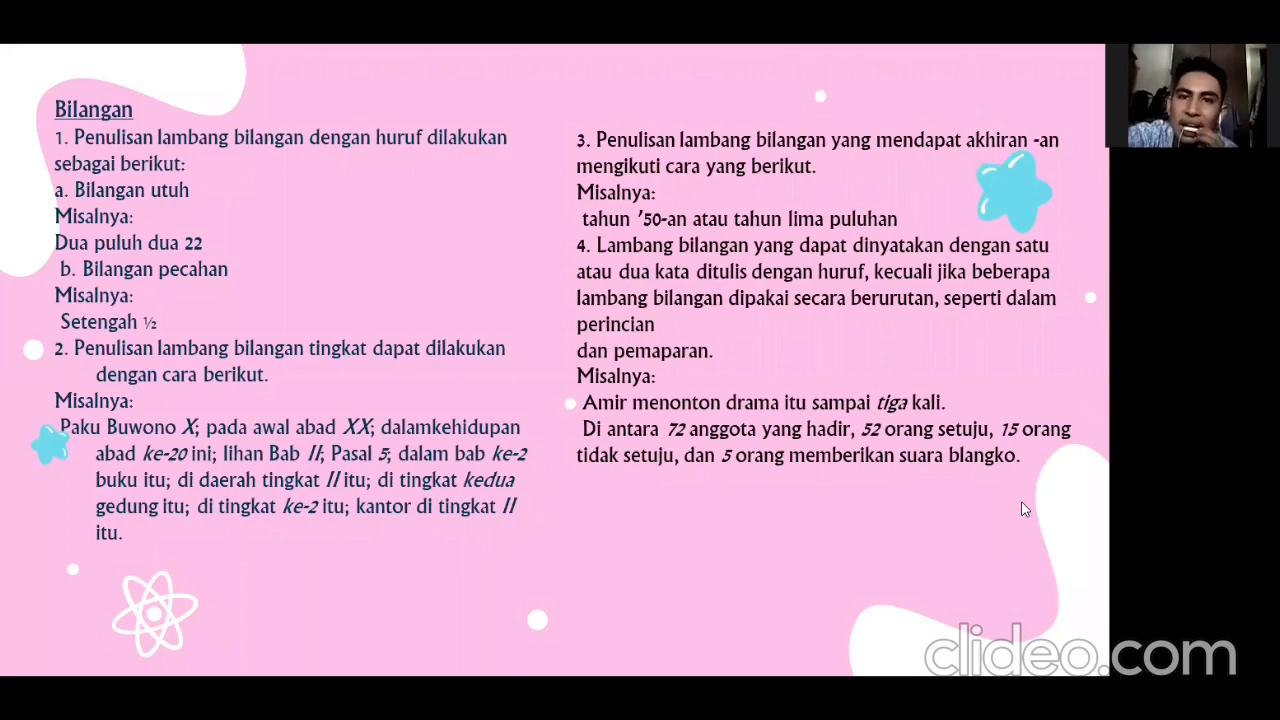 Bilangan
1. Penulisan lambang bilangan dengan huruf dilakukan
sebagai berikut:
a. Bilangan utuh
Misalnya:
Dua puluh dua 22
b. Bilangan pecahan
Misalnya:
Setengah ½
2. Penulisan lambang bilangan tingkat dapat dilakukan
dengan cara berikut.
Misalnya:
Paku Buwono X; pada awal abad XX; dalamkehidupan
abad ke-20 ini; lihan Bab II, Pasal 5; dalam bab ke-2
buku itu; di daerah tingkat II itu; di tingkat kedua
gedung itu; di tingkat ke-2 itu; kantor di tingkat II
itu.
3. Penulisan lambang bilangan yang mendapat akhiran -an
mengikuti cara yang berikut.
Misalnya:
tahun '50-an atau tahun lima puluhan
4. Lambang bilangan yang dapat dinyatakan dengan satu
atau dua kata ditulis dengan huruf, kecuali jika beberapa
lambang bilangan dipakai secara berurutan, seperti dalam
perincian
dan pemaparan.
Misalnya:
Amir menonton drama itu sampai tiga kali.
Di antara 72 anggota yang hadir, 52 orang setuju, 15 orang
tidak setuju, dan 5 orang memberikan suara blangko.
clideo.com